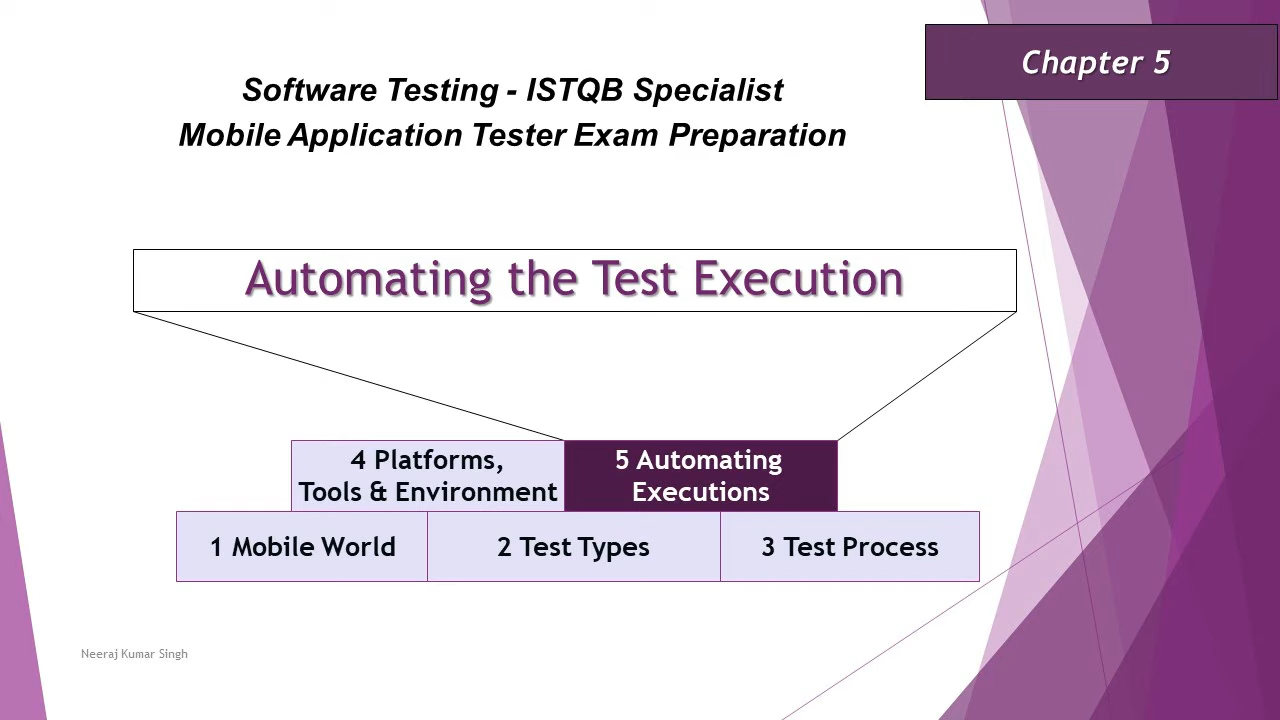 Chapter 5
Software Testing - ISTQB Specialist
Mobile Application Tester Exam Preparation
Automating the Test Execution
4 Platforms,
Tools & Environment
5 Automating
Executions
1 Mobile World
2 Test Types
3 Test Process
Neeraj Kumar Singh